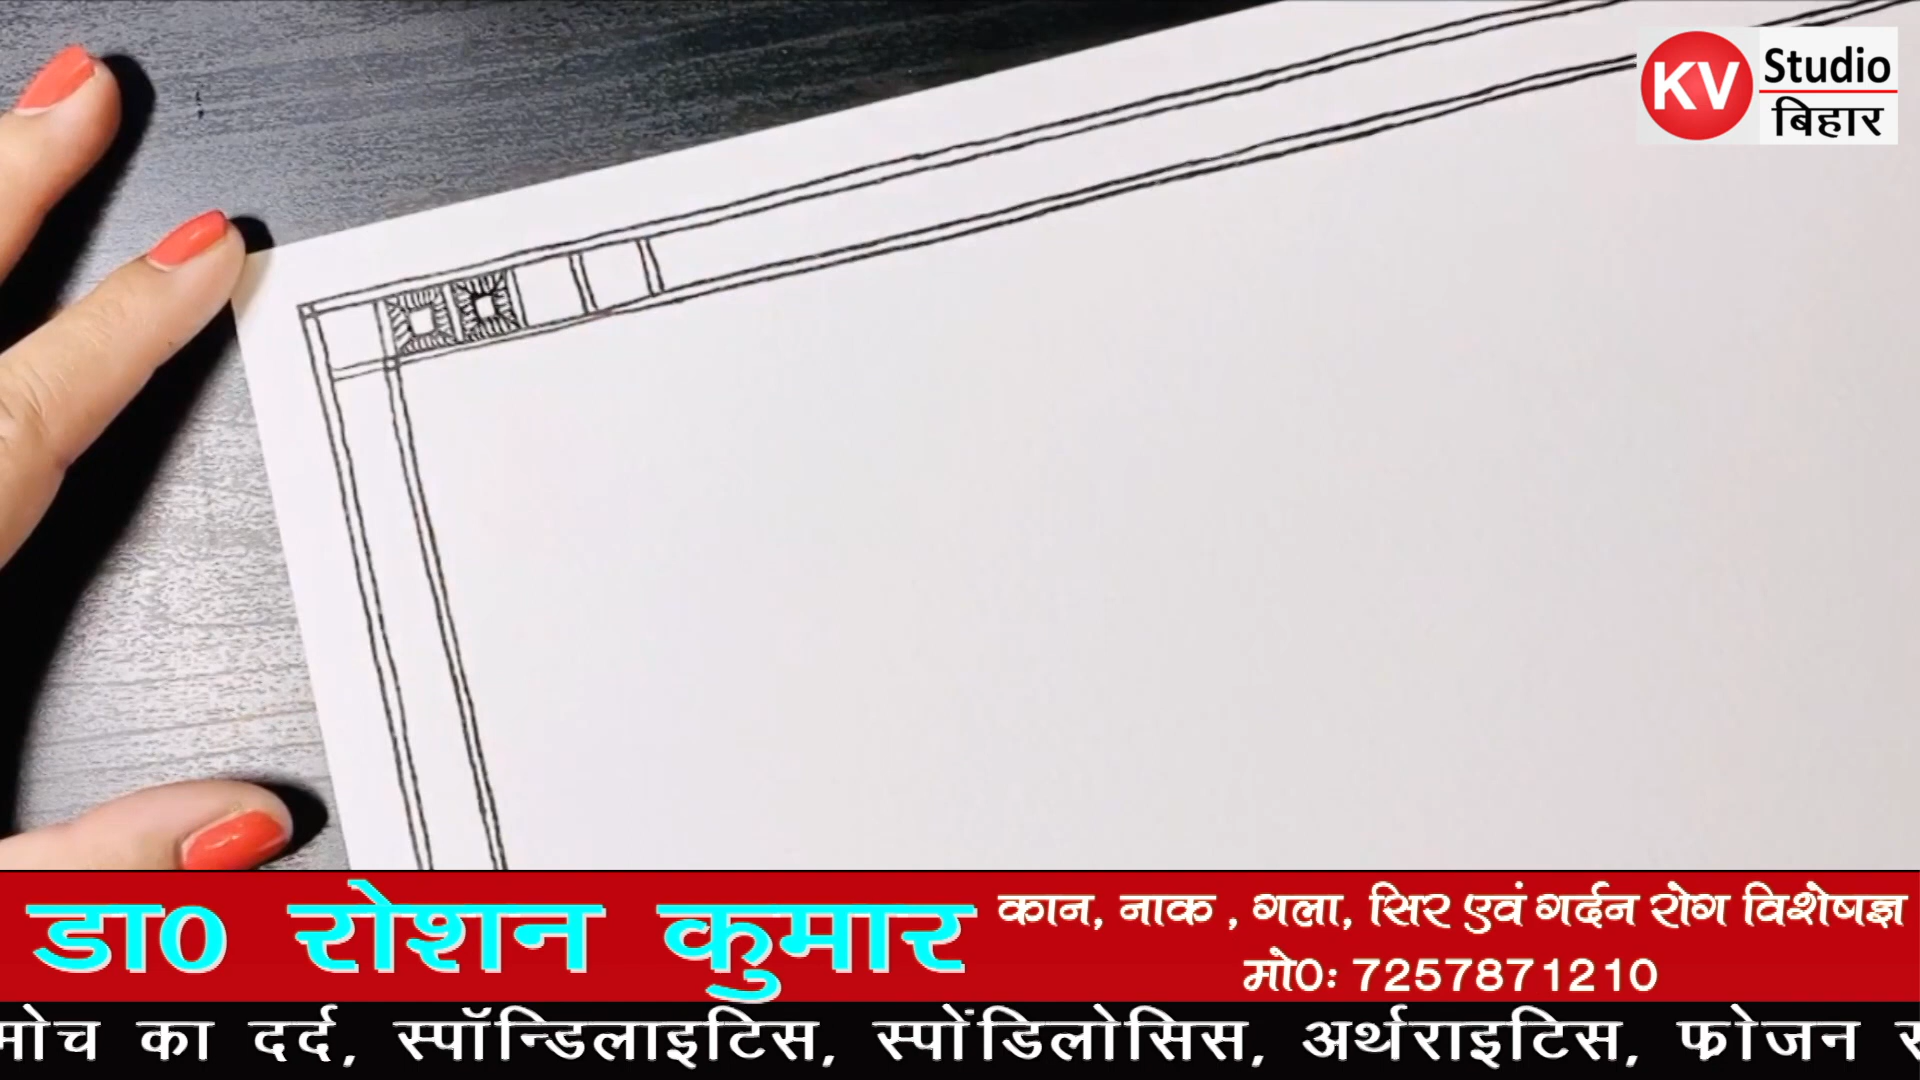 KV Studio
बिहार
डा0 रोशन कुमार
कान, नाक , गला, सिर एवं गर्दन रोग विशेषज्ञ
मो0: 7257871210
मोच का दर्द, स्पॉन्डिलाइटिस, स्पोंडिलोसिस, अर्थराइटिस, फ्रोजन